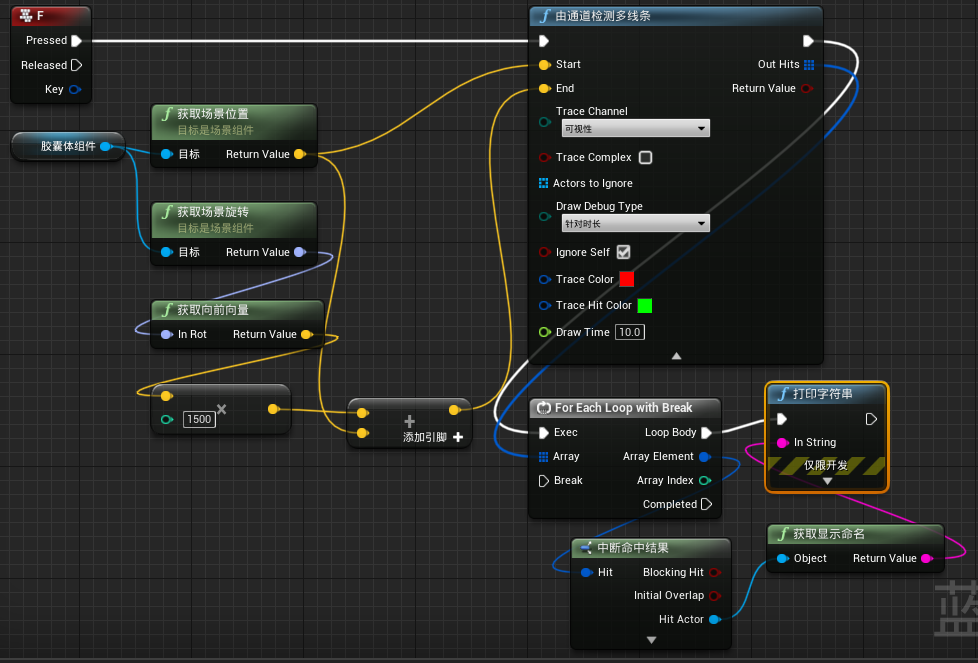 F
Pressed
Released
Key
胶囊体组件
获取场景位置
目标是场景组件
目标 Return Value
获取场景旋转
目标是场景组件
目标 Return Value
获取向前向量
In Rot Return Value
1500
添加引脚
由通道检测多线条
Start Out Hits
End Return Value
Trace Channel
可视性
Trace Complex
Actors to Ignore
Draw Debug Type
针对时长
Ignore Self
Trace Color
Trace Hit Color
Draw Time 10.0
For Each Loop with Break
Exec Loop Body
Array Array Element
Break Array Index
Completed
打印字符串
In String
仅限开发
中断命中结果
Hit Blocking Hit
Initial Overlap
Hit Actor
获取显示命名
Object Return Value
蓝